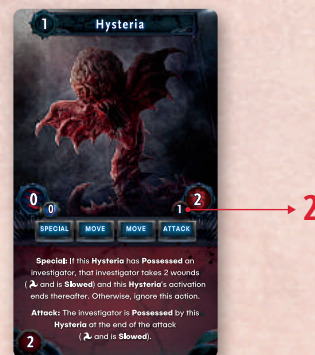 1
Hysteria
0
0
1
2
2
SPECIAL MOVE MOVE ATTACK
Special: If this Hysteria has Possessed an
investigator, that investigator takes 2 wounds
( and is Slowed) and this Hysteria's activation
ends thereafter. Otherwise, ignore this action.
Attack: The investigator is Possessed by this
Hysteria at the end of the attack
( and is Slowed).
2